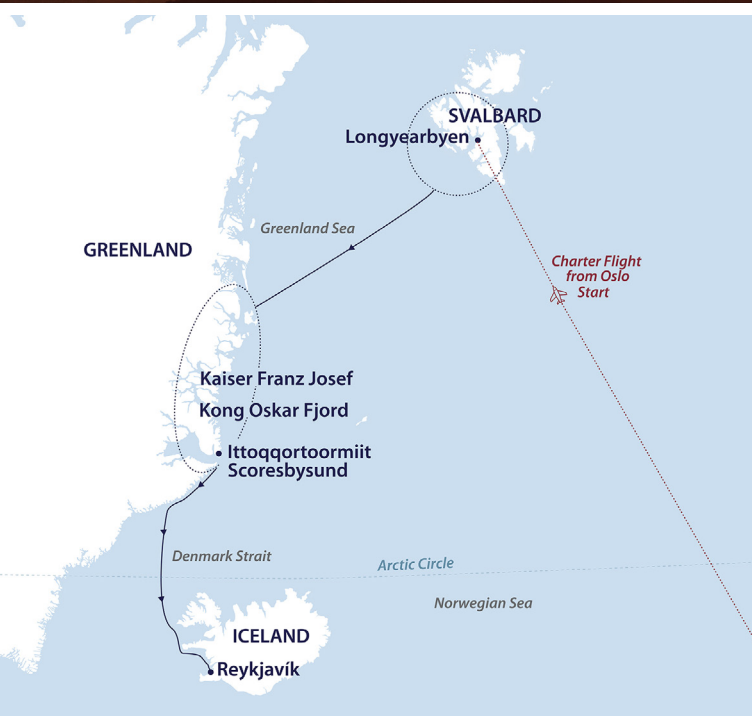 SVALBARD
Longyearbyen
Greenland Sea
GREENLAND
Charter Flight
from Oslo
Start
Kaiser Franz Josef
Kong Oskar Fjord
Ittoqqortoormiit
Scoresbysund
Denmark Strait
Arctic Circle
Norwegian Sea
ICELAND
Reykjavík